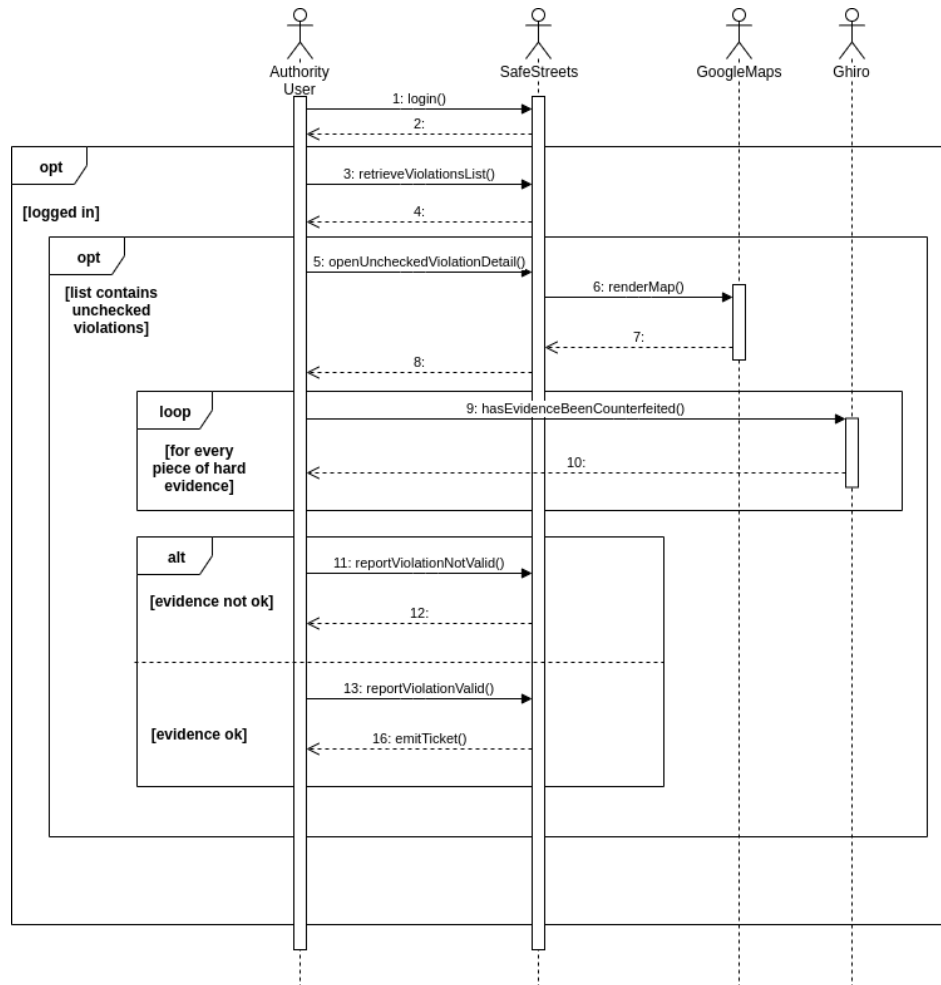 Authority
User
SafeStreets
GoogleMaps
Ghiro
1: login()
2:
opt
[logged in]
3: retrieveViolationsList()
4:
opt
[list contains
unchecked
violations]
5: openUncheckedViolationDetail()
6: renderMap()
7:
8:
loop
[for every
piece of hard
evidence]
9: hasEvidenceBeenCounterfeited()
10:
alt
[evidence not ok]
11: reportViolationNotValid()
12:
13: reportViolationValid()
[evidence ok]
16: emitTicket()